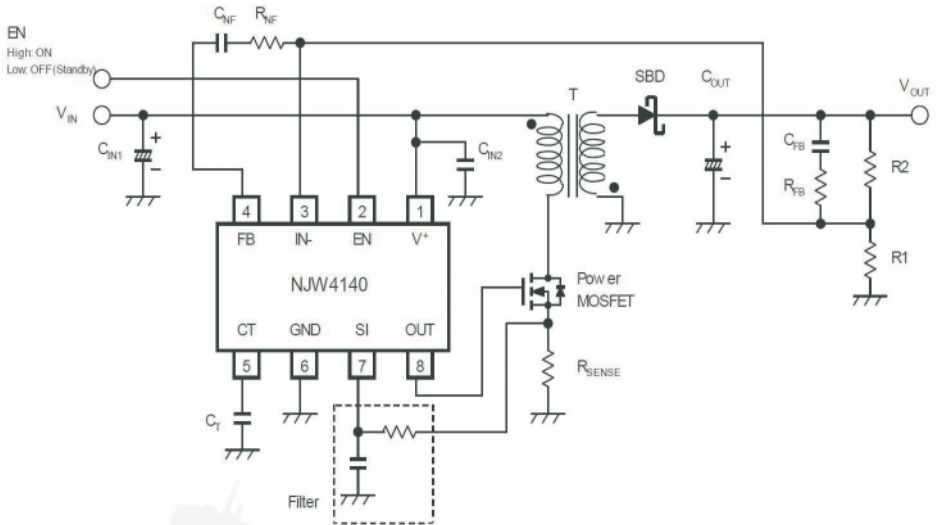 C_NF R_NF
EN
High: ON
Low: OFF(Standby)
V_IN
C_IN1
C_IN2
T
SBD
C_OUT
V_OUT
C_FB
R_FB
R2
R1
4 3 2 1
FB IN- EN V⁺
NJW4140
CT GND SI OUT
5 6 7 8
Power
MOSFET
R_SENSE
C_T
Filter